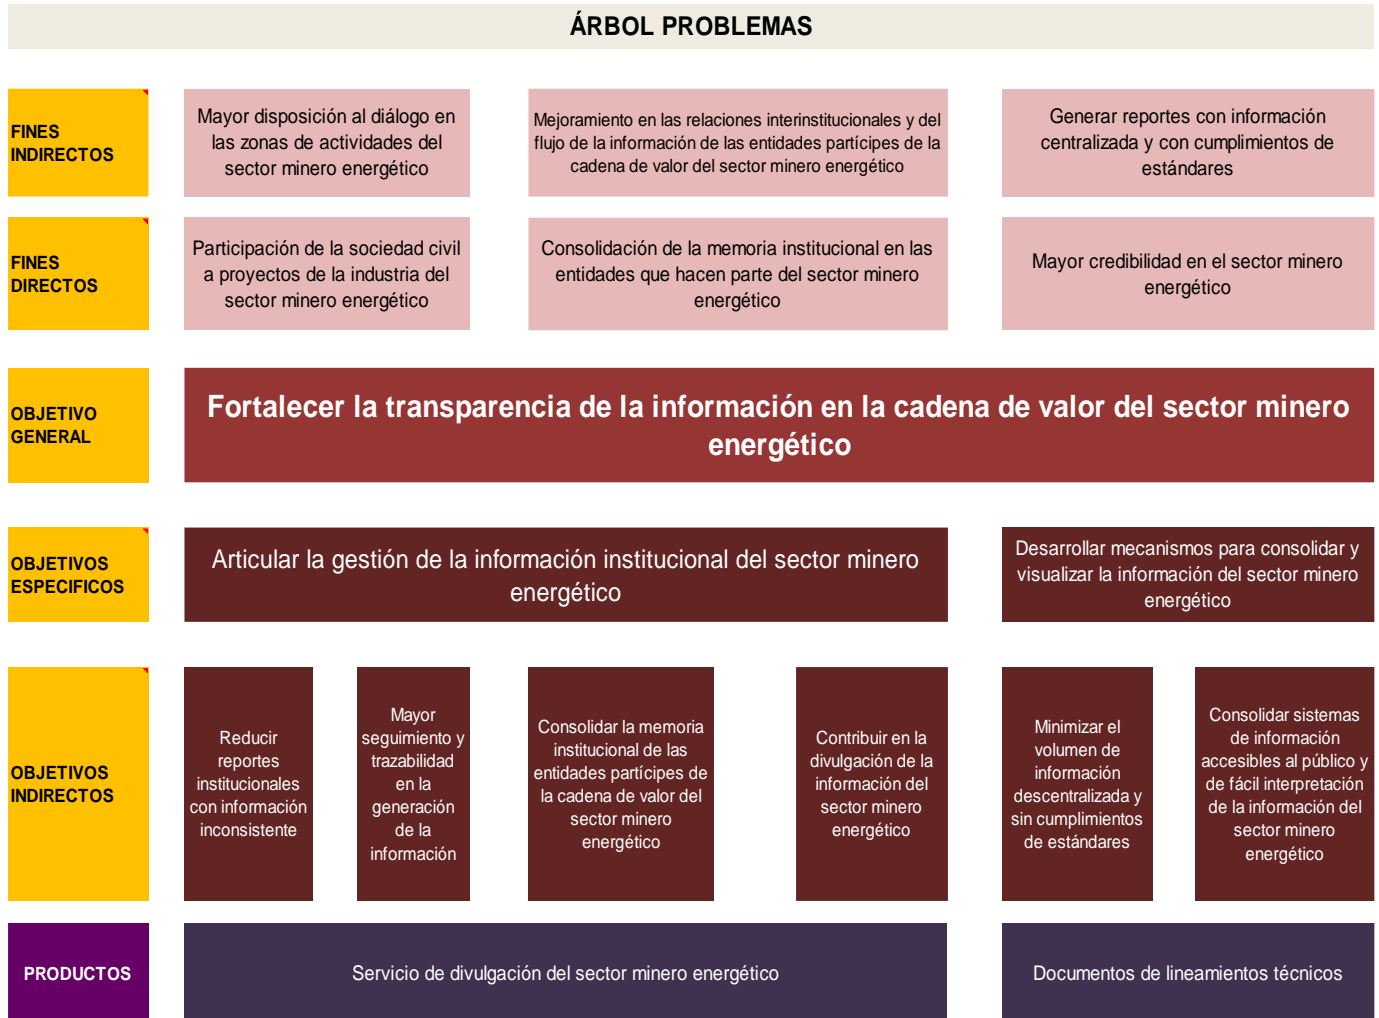 ÁRBOL PROBLEMAS
FINES
INDIRECTOS
Mayor disposición al diálogo en
las zonas de actividades del
sector minero energético
Mejoramiento en las relaciones interinstitucionales y del
flujo de la información de las entidades partícipes de la
cadena de valor del sector minero energético
Generar reportes con información
centralizada y con cumplimientos de
estándares
FINES
DIRECTOS
Participación de la sociedad civil
a proyectos de la industria del
sector minero energético
Consolidación de la memoria institucional en las
entidades que hacen parte del sector minero
energético
Mayor credibilidad en el sector minero
energético
OBJETIVO
GENERAL
Fortalecer la transparencia de la información en la cadena de valor del sector minero
energético
OBJETIVOS
ESPECIFICOS
Articular la gestión de la información institucional del sector minero
energético
Desarrollar mecanismos para consolidar y
visualizar la información del sector minero
energético
OBJETIVOS
INDIRECTOS
Reducir
reportes
institucionales
con información
inconsistente
Mayor
seguimiento y
trazabilidad
en la
generación
de la
información
Consolidar la memoria
institucional de las
entidades partícipes de
la cadena de valor del
sector minero
energético
Contribuir en la
divulgación de la
información del
sector minero
energético
Minimizar el
volumen de
información
descentralizada y
sin cumplimientos
de estándares
Consolidar sistemas
de información
accesibles al público y
de fácil interpretación
de la información del
sector minero
energético
PRODUCTOS
Servicio de divulgación del sector minero energético
Documentos de lineamientos técnicos